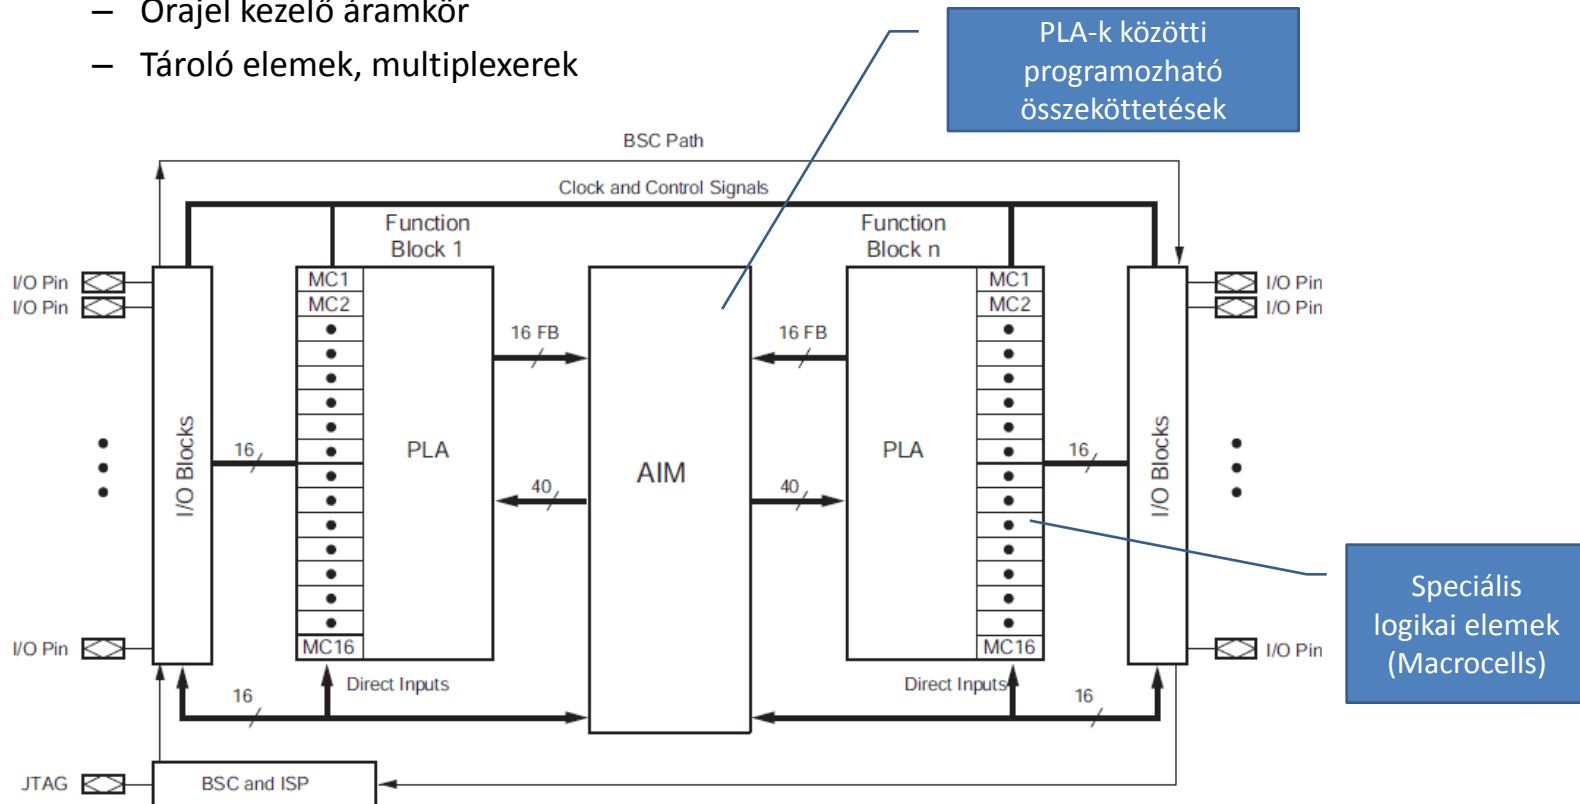 – Órajel kezelő áramkör
– Tároló elemek, multiplexerek
PLA-k közötti
programozható
összeköttetések
BSC Path
Clock and Control Signals
Function
Block 1
Function
Block n
I/O Pin
I/O Pin
I/O Pin
I/O Blocks
16
MC1
MC2
MC16
PLA
16 FB
40
AIM
16 FB
40
PLA
MC1
MC2
MC16
16
I/O Blocks
I/O Pin
I/O Pin
I/O Pin
Speciális
logikai elemek
(Macrocells)
16
Direct Inputs
Direct Inputs
16
JTAG
BSC and ISP